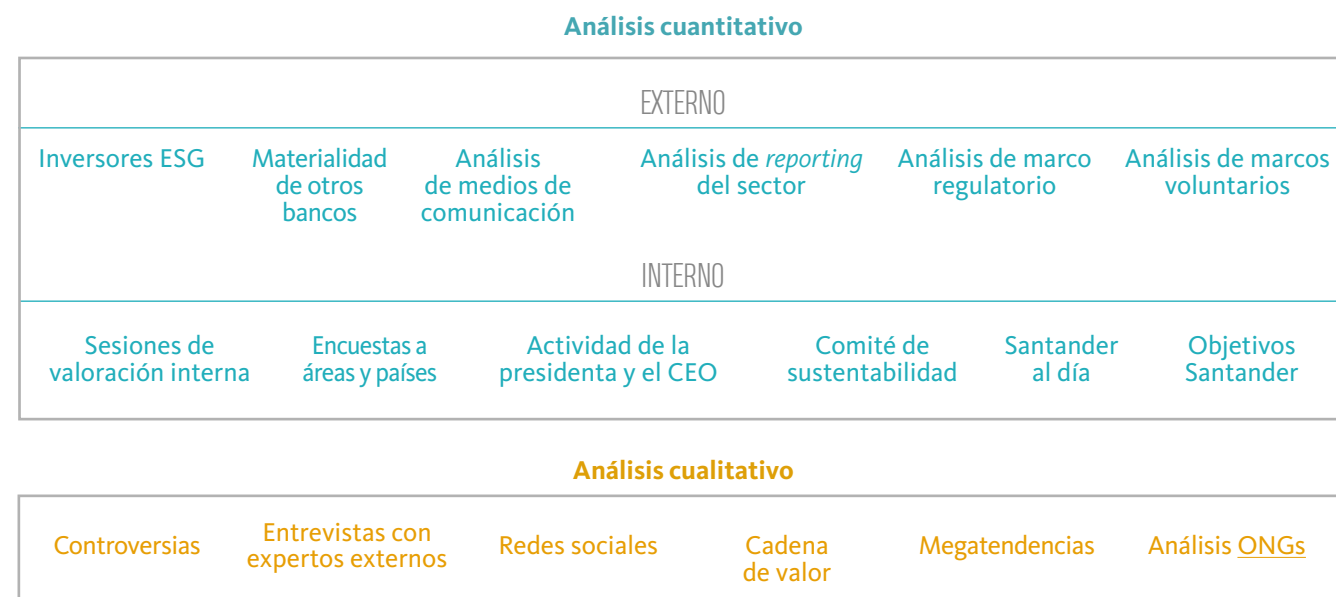 Análisis cuantitativo
EXTERNO
Inversores ESG
Materialidad
de otros
bancos
Análisis
de medios de
comunicación
Análisis de reporting
del sector
Análisis de marco
regulatorio
Análisis de marcos
voluntarios
INTERNO
Sesiones de
valoración interna
Encuestas a
áreas y países
Actividad de la
presidenta y el CEO
Comité de
sustentabilidad
Santander
al día
Objetivos
Santander
Análisis cualitativo
Controversias
Entrevistas con
expertos externos
Redes sociales
Cadena
de valor
Megatendencias
Análisis ONGs